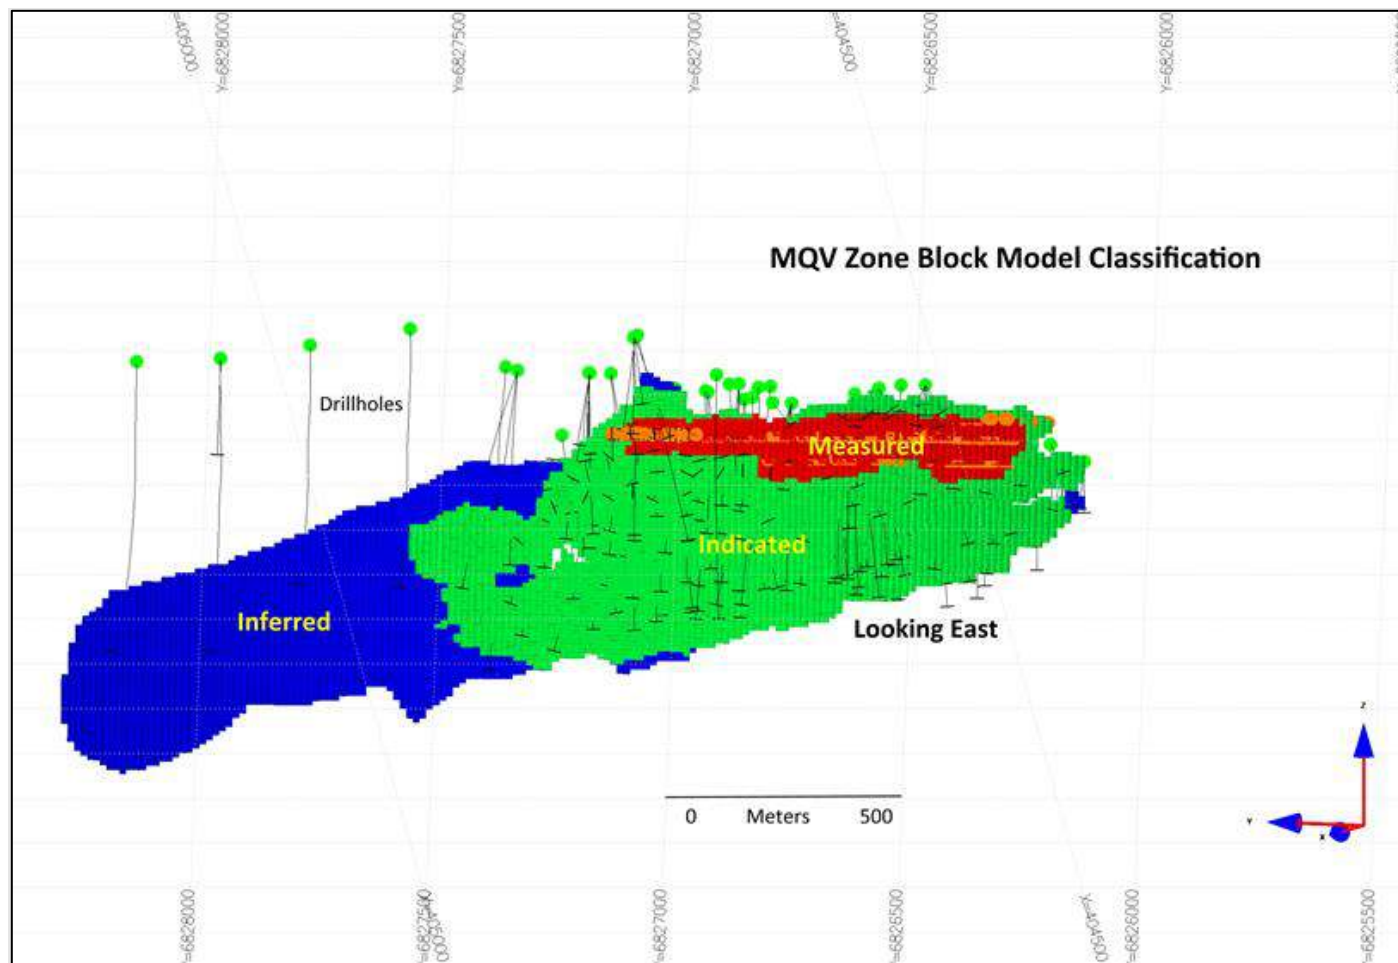 Y=6828000
Y=6827500
Y=6827000
Y=6826500
Y=6826000
MQV Zone Block Model Classification
Drillholes
Measured
Indicated
Inferred
Looking East
0 Meters 500
Z
Y
X
Y=6828000
Y=6827500
Y=6827000
Y=6826500
Y=6826000
Y=6825500